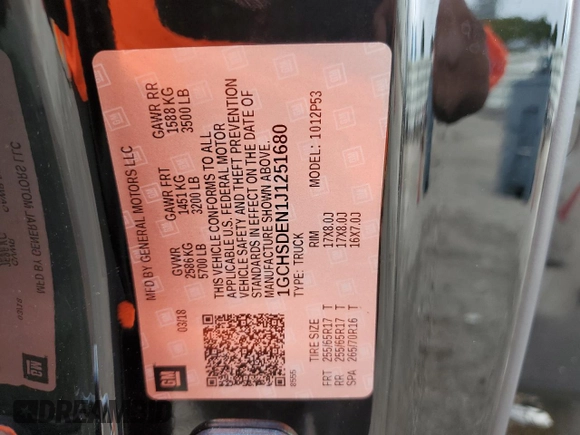 MFD BY GENERAL MOTORS LLC
03/18
GVWR
2586 KG
5700 LB
GAWR FRT
1451 KG
3200 LB
GAWR RR
1588 KG
3500 LB
THIS VEHICLE CONFORMS TO ALL
APPLICABLE U.S. FEDERAL MOTOR
VEHICLE SAFETY AND THEFT PREVENTION
STANDARDS IN EFFECT ON THE DATE OF
MANUFACTURE SHOWN ABOVE.
1GCHSDEN1J1251680
TYPE: TRUCK
MODEL: 1012P53
GM
TIRE SIZE RIM
FRT 255/65R17 T 17X8.0J
RR 255/65R17 T 17X8.0J
SPA 265/70R16 T 16X7.0J